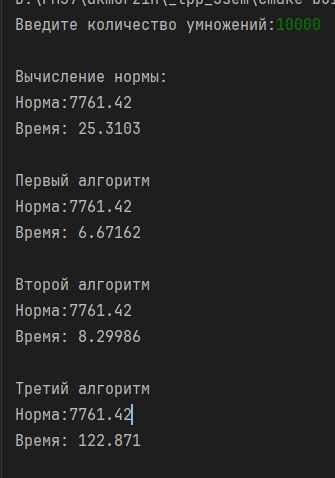 Введите количество умножений:10000
Вычисление нормы:
Норма:7761.42
Время: 25.3103
Первый алгоритм
Норма:7761.42
Время: 6.67162
Второй алгоритм
Норма:7761.42
Время: 8.29986
Третий алгоритм
Норма:7761.42
Время: 122.871